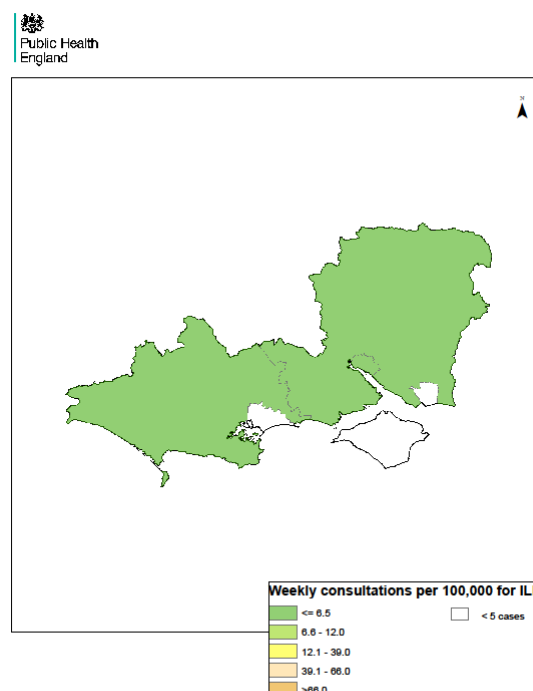 Public Health
England
N
Weekly consultations per 100,000 for IL
<= 6.5
< 5 cases
6.6 - 12.0
12.1 - 39.0
39.1 - 66.0
>66.0